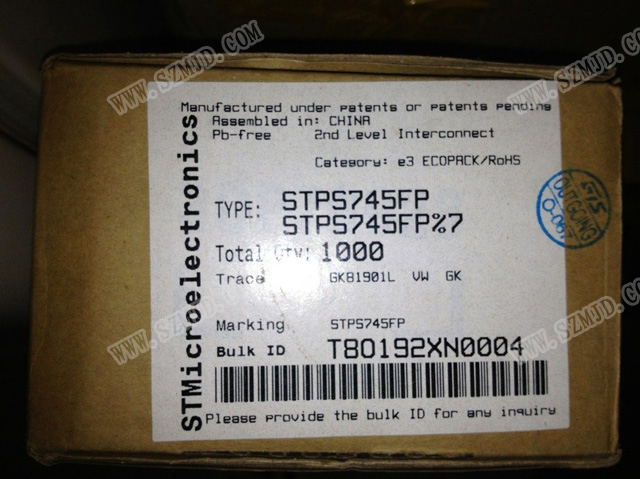 Manufactured under patents or patents pending
Assembled in: CHINA
Pb-free 2nd Level Interconnect
Category: e3 ECOPACK/RoHS
STMicroelectronics
TYPE: STPS745FP
STPS745FP%7
Total Qty: 1000
Trace GK81901L VW GK
Marking STPS745FP
Bulk ID T80192XN0004
Please provide the bulk ID for any inquiry
STS
OUTGOING
WWW.SZMJD.COM
WWW.SZMJD.COM
WWW.SZMJD.COM
WWW.SZMJD.COM